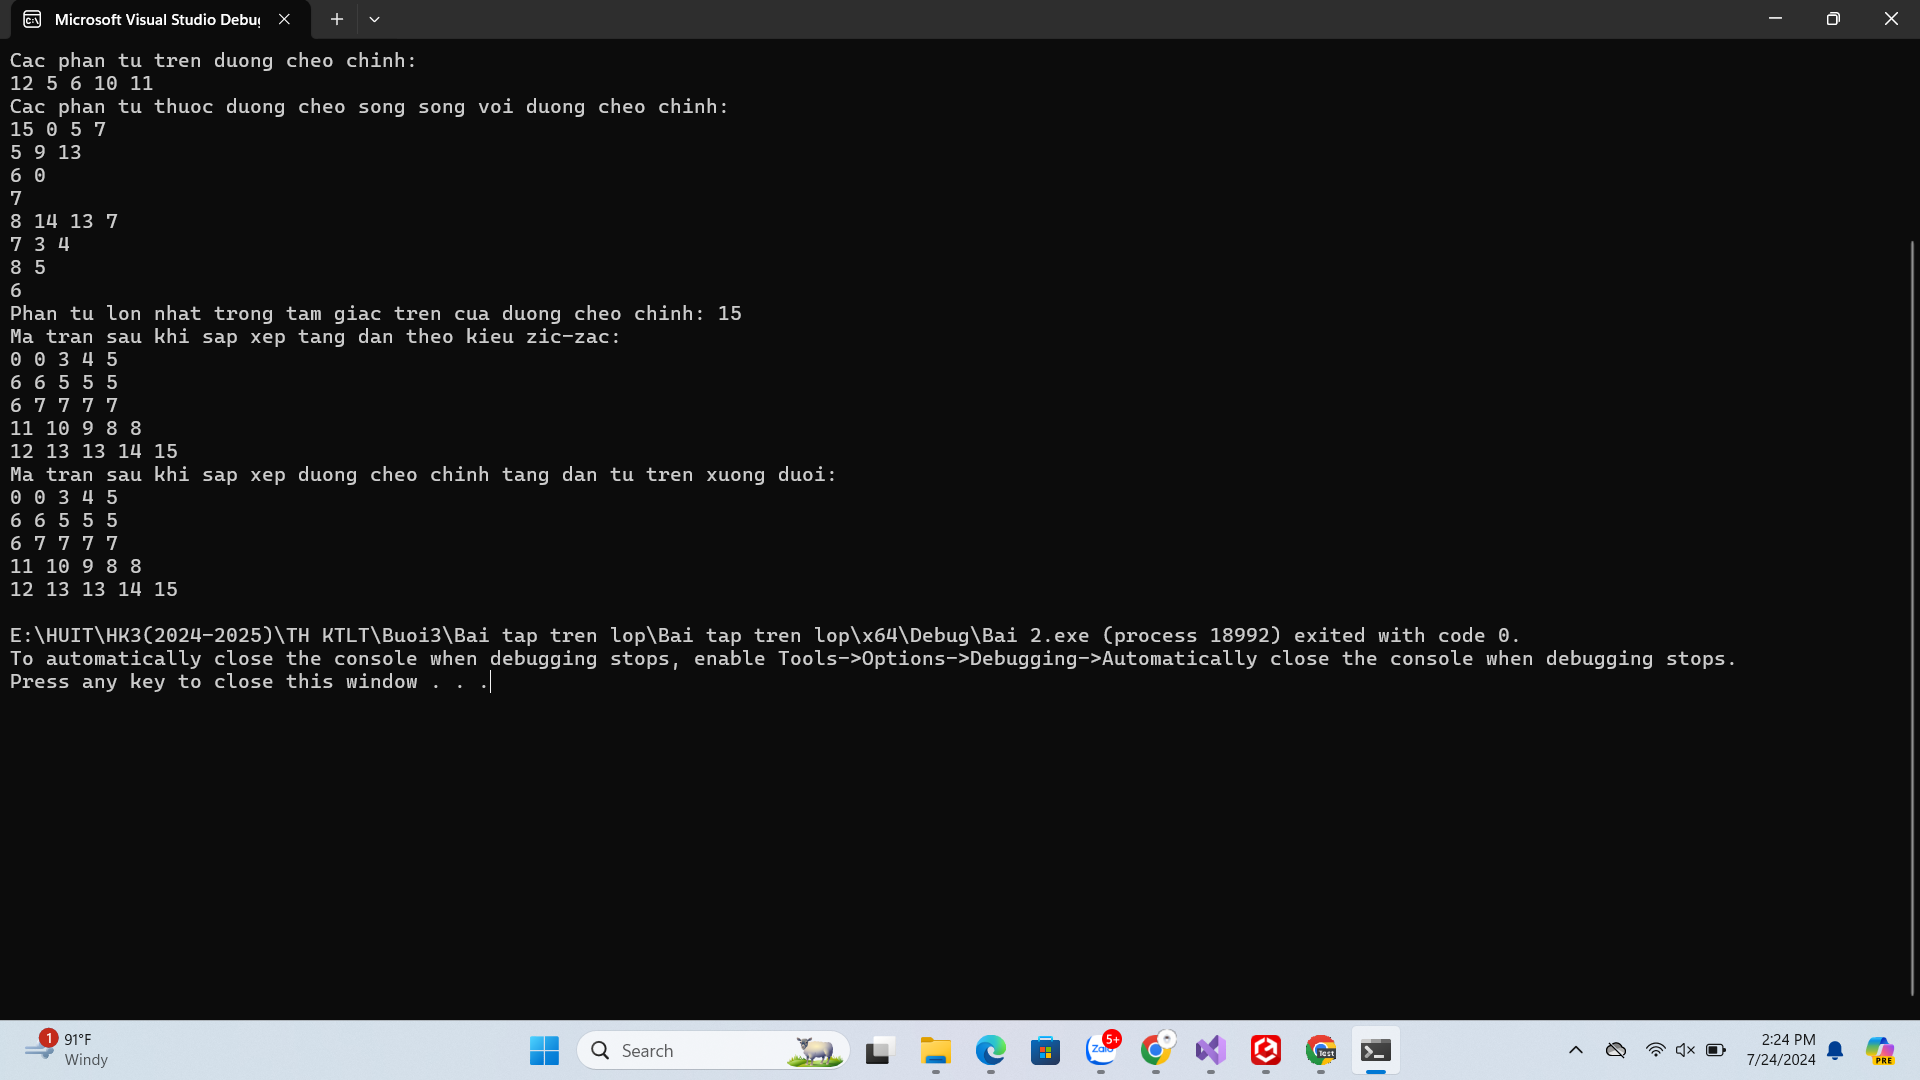 Microsoft Visual Studio Debug
Cac phan tu tren duong cheo chinh:
12 5 6 10 11
Cac phan tu thuoc duong cheo song song voi duong cheo chinh:
15 0 5 7
5 9 13
6 0
7
8 14 13 7
7 3 4
8 5
6
Phan tu lon nhat trong tam giac tren cua duong cheo chinh: 15
Ma tran sau khi sap xep tang dan theo kieu zic-zac:
0 0 3 4 5
6 6 5 5 5
6 7 7 7 7
11 10 9 8 8
12 13 13 14 15
Ma tran sau khi sap xep duong cheo chinh tang dan tu tren xuong duoi:
0 0 3 4 5
6 6 5 5 5
6 7 7 7 7
11 10 9 8 8
12 13 13 14 15
E:\HUIT\HK3(2024-2025)\TH KTLT\Buoi3\Bai tap tren lop\Bai tap tren lop\x64\Debug\Bai 2.exe (process 18992) exited with code 0.
To automatically close the console when debugging stops, enable Tools->Options->Debugging->Automatically close the console when debugging stops.
Press any key to close this window . . .
1
91°F
Windy
Search
Zalo
5+
Test
2:24 PM
7/24/2024
PRE